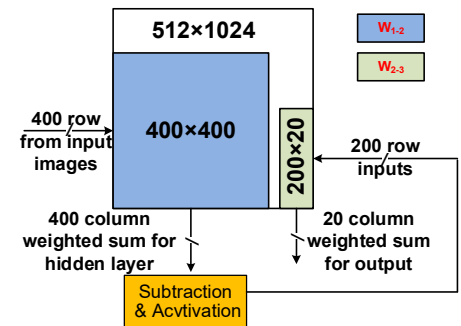 512×1024
W1-2
W2-3
400 row
from input
images
400×400
200×20
200 row
inputs
400 column
weighted sum for
hidden layer
20 column
weighted sum
for output
Subtraction
& Acvtivation